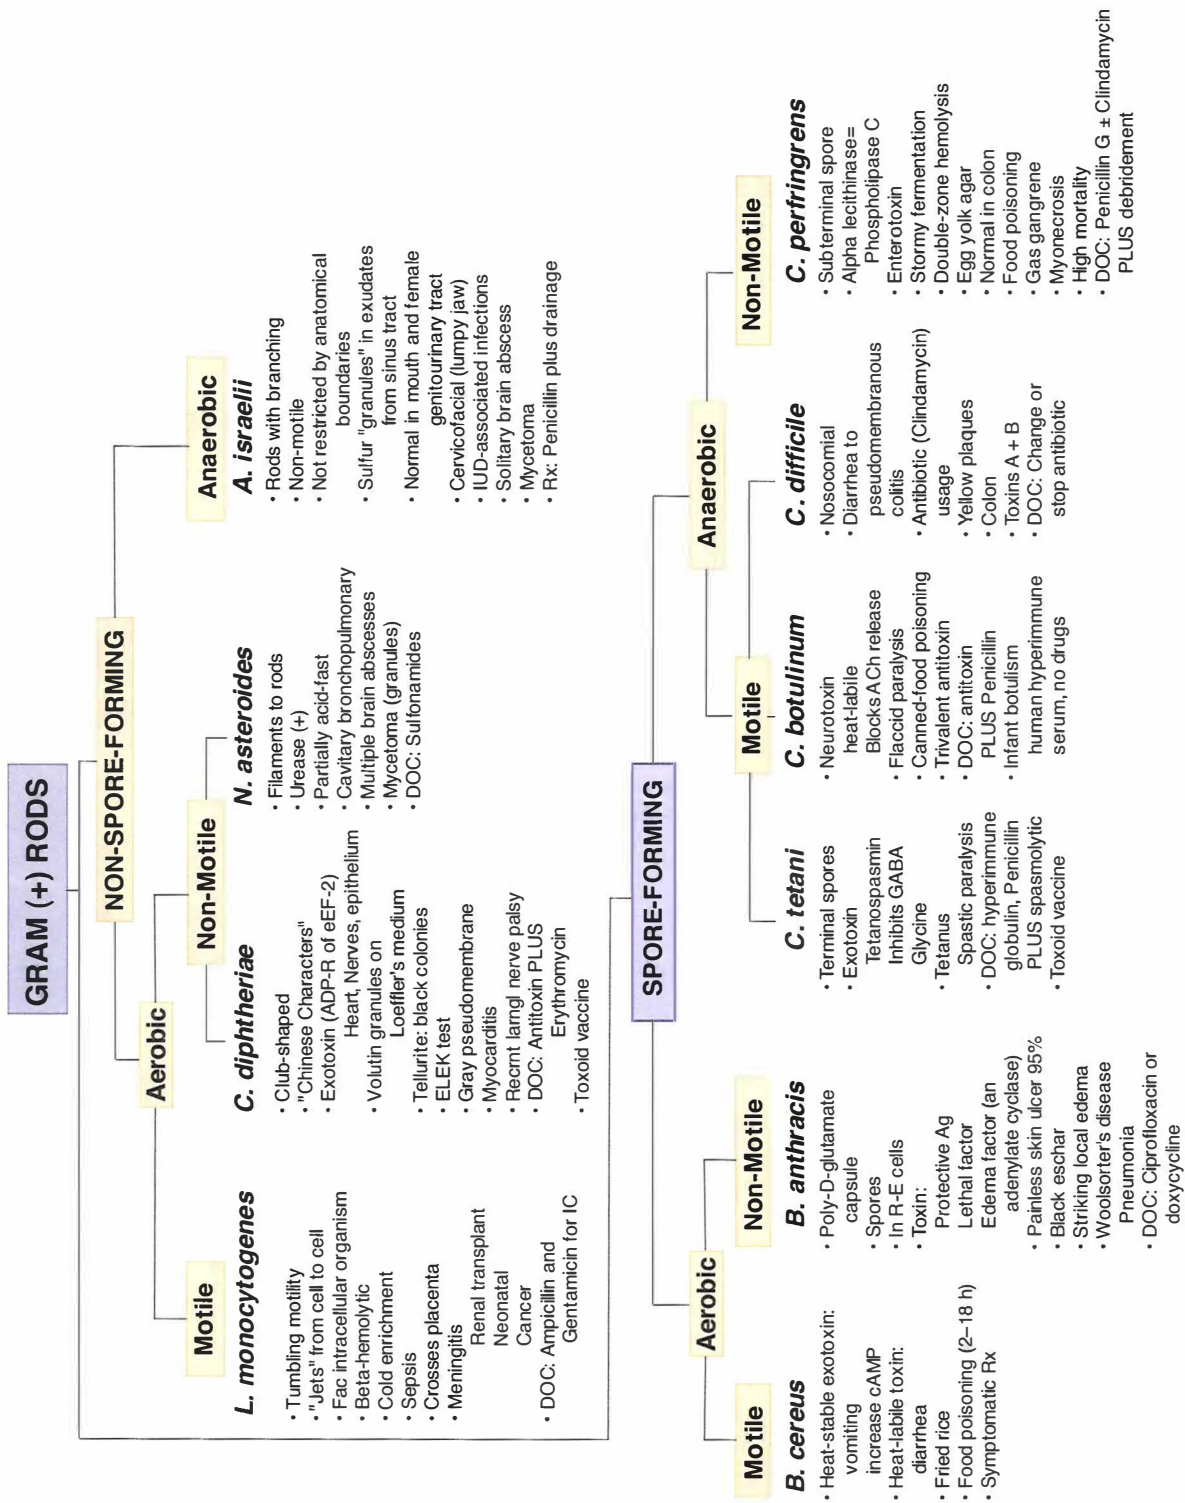 GRAM (+) RODS
NON-SPORE-FORMING
Aerobic
Anaerobic
Motile
Non-Motile
L. monocytogenes
• Tumbling motility
• "Jets" from cell to cell
• Fac intracellular organism
• Beta-hemolytic
• Cold enrichment
• Sepsis
• Crosses placenta
• Meningitis
Renal transplant
Neonatal
Cancer
• DOC: Ampicillin and
Gentamicin for IC
C. diphtheriae
• Club-shaped
• "Chinese Characters"
• Exotoxin (ADP-R of eEF-2)
Heart, Nerves, epithelium
• Volutin granules on
Loeffler's medium
• Tellurite: black colonies
• ELEK test
• Gray pseudomembrane
• Myocarditis
• Recrnt larngl nerve palsy
• DOC: Antitoxin PLUS
Erythromycin
• Toxoid vaccine
N. asteroides
• Filaments to rods
• Urease (+)
• Partially acid-fast
• Cavitary bronchopulmonary
• Multiple brain abscesses
• Mycetoma (granules)
• DOC: Sulfonamides
A. israelii
• Rods with branching
• Non-motile
• Not restricted by anatomical
boundaries
• Sulfur "granules" in exudates
from sinus tract
• Normal in mouth and female
genitourinary tract
• Cervicofacial (lumpy jaw)
• IUD-associated infections
• Solitary brain abscess
• Mycetoma
• Rx: Penicillin plus drainage
SPORE-FORMING
Aerobic
Anaerobic
Motile
Non-Motile
Motile
Non-Motile
B. cereus
• Heat-stable exotoxin:
vomiting
increase cAMP
• Heat-labile toxin:
diarrhea
• Fried rice
• Food poisoning (2–18 h)
• Symptomatic Rx
B. anthracis
• Poly-D-glutamate
capsule
• Spores
• In R-E cells
• Toxin:
Protective Ag
Lethal factor
Edema factor (an
adenylate cyclase)
• Painless skin ulcer 95%
• Black eschar
• Striking local edema
• Woolsorter's disease
Pneumonia
• DOC: Ciprofloxacin or
doxycycline
C. tetani
• Terminal spores
• Exotoxin
Tetanospasmin
Inhibits GABA
Glycine
• Tetanus
Spastic paralysis
• DOC: hyperimmune
globulin, Penicillin
PLUS spasmolytic
• Toxoid vaccine
C. botulinum
• Neurotoxin
heat-labile
Blocks ACh release
• Flaccid paralysis
• Canned-food poisoning
• Trivalent antitoxin
• DOC: antitoxin
PLUS Penicillin
• Infant botulism
human hyperimmune
serum, no drugs
C. difficile
• Nosocomial
• Diarrhea to
pseudomembranous
colitis
• Antibiotic (Clindamycin)
usage
• Yellow plaques
• Colon
• Toxins A + B
• DOC: Change or
stop antibiotic
C. perfringrens
• Subterminal spore
• Alpha lecithinase=
Phospholipase C
• Enterotoxin
• Stormy fermentation
• Double-zone hemolysis
• Egg yolk agar
• Normal in colon
• Food poisoning
• Gas gangrene
• Myonecrosis
• High mortality
• DOC: Penicillin G ± Clindamycin
PLUS debridement